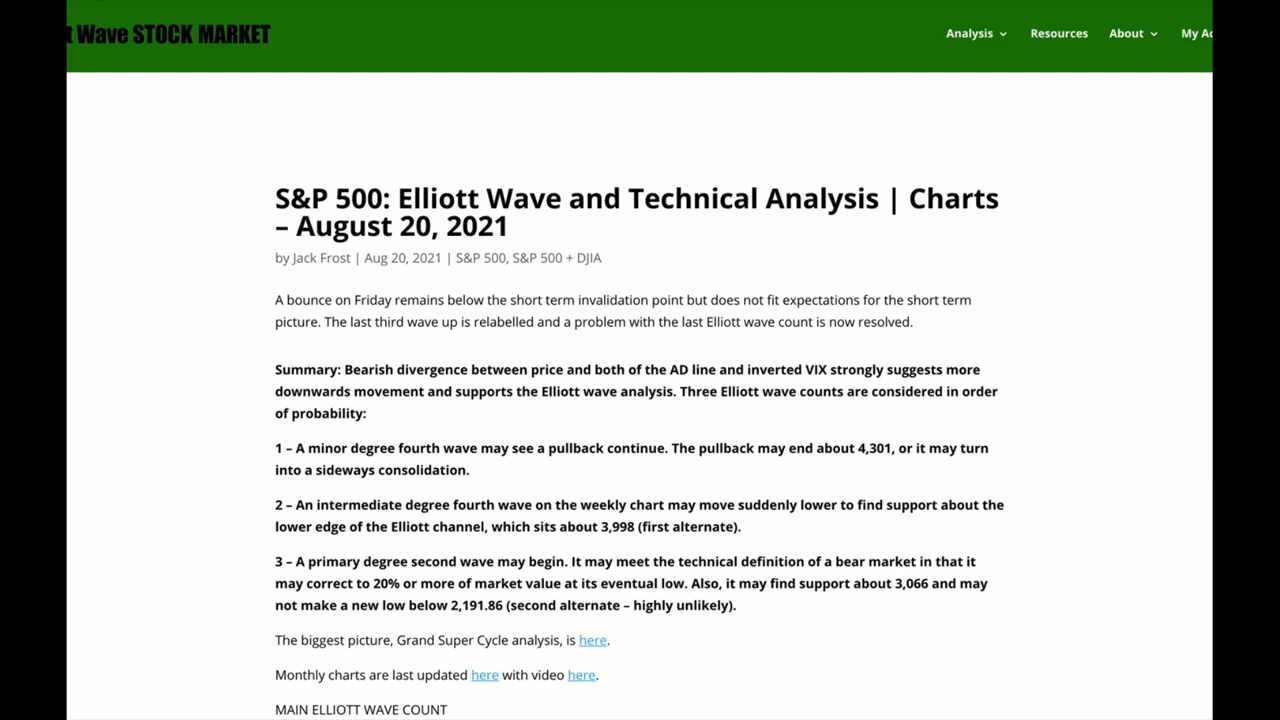 t Wave STOCK MARKET
Analysis Resources About My Ac
S&P 500: Elliott Wave and Technical Analysis | Charts
– August 20, 2021
by Jack Frost | Aug 20, 2021 | S&P 500, S&P 500 + DJIA
A bounce on Friday remains below the short term invalidation point but does not fit expectations for the short term
picture. The last third wave up is relabelled and a problem with the last Elliott wave count is now resolved.
Summary: Bearish divergence between price and both of the AD line and inverted VIX strongly suggests more
downwards movement and supports the Elliott wave analysis. Three Elliott wave counts are considered in order
of probability:
1 – A minor degree fourth wave may see a pullback continue. The pullback may end about 4,301, or it may turn
into a sideways consolidation.
2 – An intermediate degree fourth wave on the weekly chart may move suddenly lower to find support about the
lower edge of the Elliott channel, which sits about 3,998 (first alternate).
3 – A primary degree second wave may begin. It may meet the technical definition of a bear market in that it
may correct to 20% or more of market value at its eventual low. Also, it may find support about 3,066 and may
not make a new low below 2,191.86 (second alternate – highly unlikely).
The biggest picture, Grand Super Cycle analysis, is here.
Monthly charts are last updated here with video here.
MAIN ELLIOTT WAVE COUNT